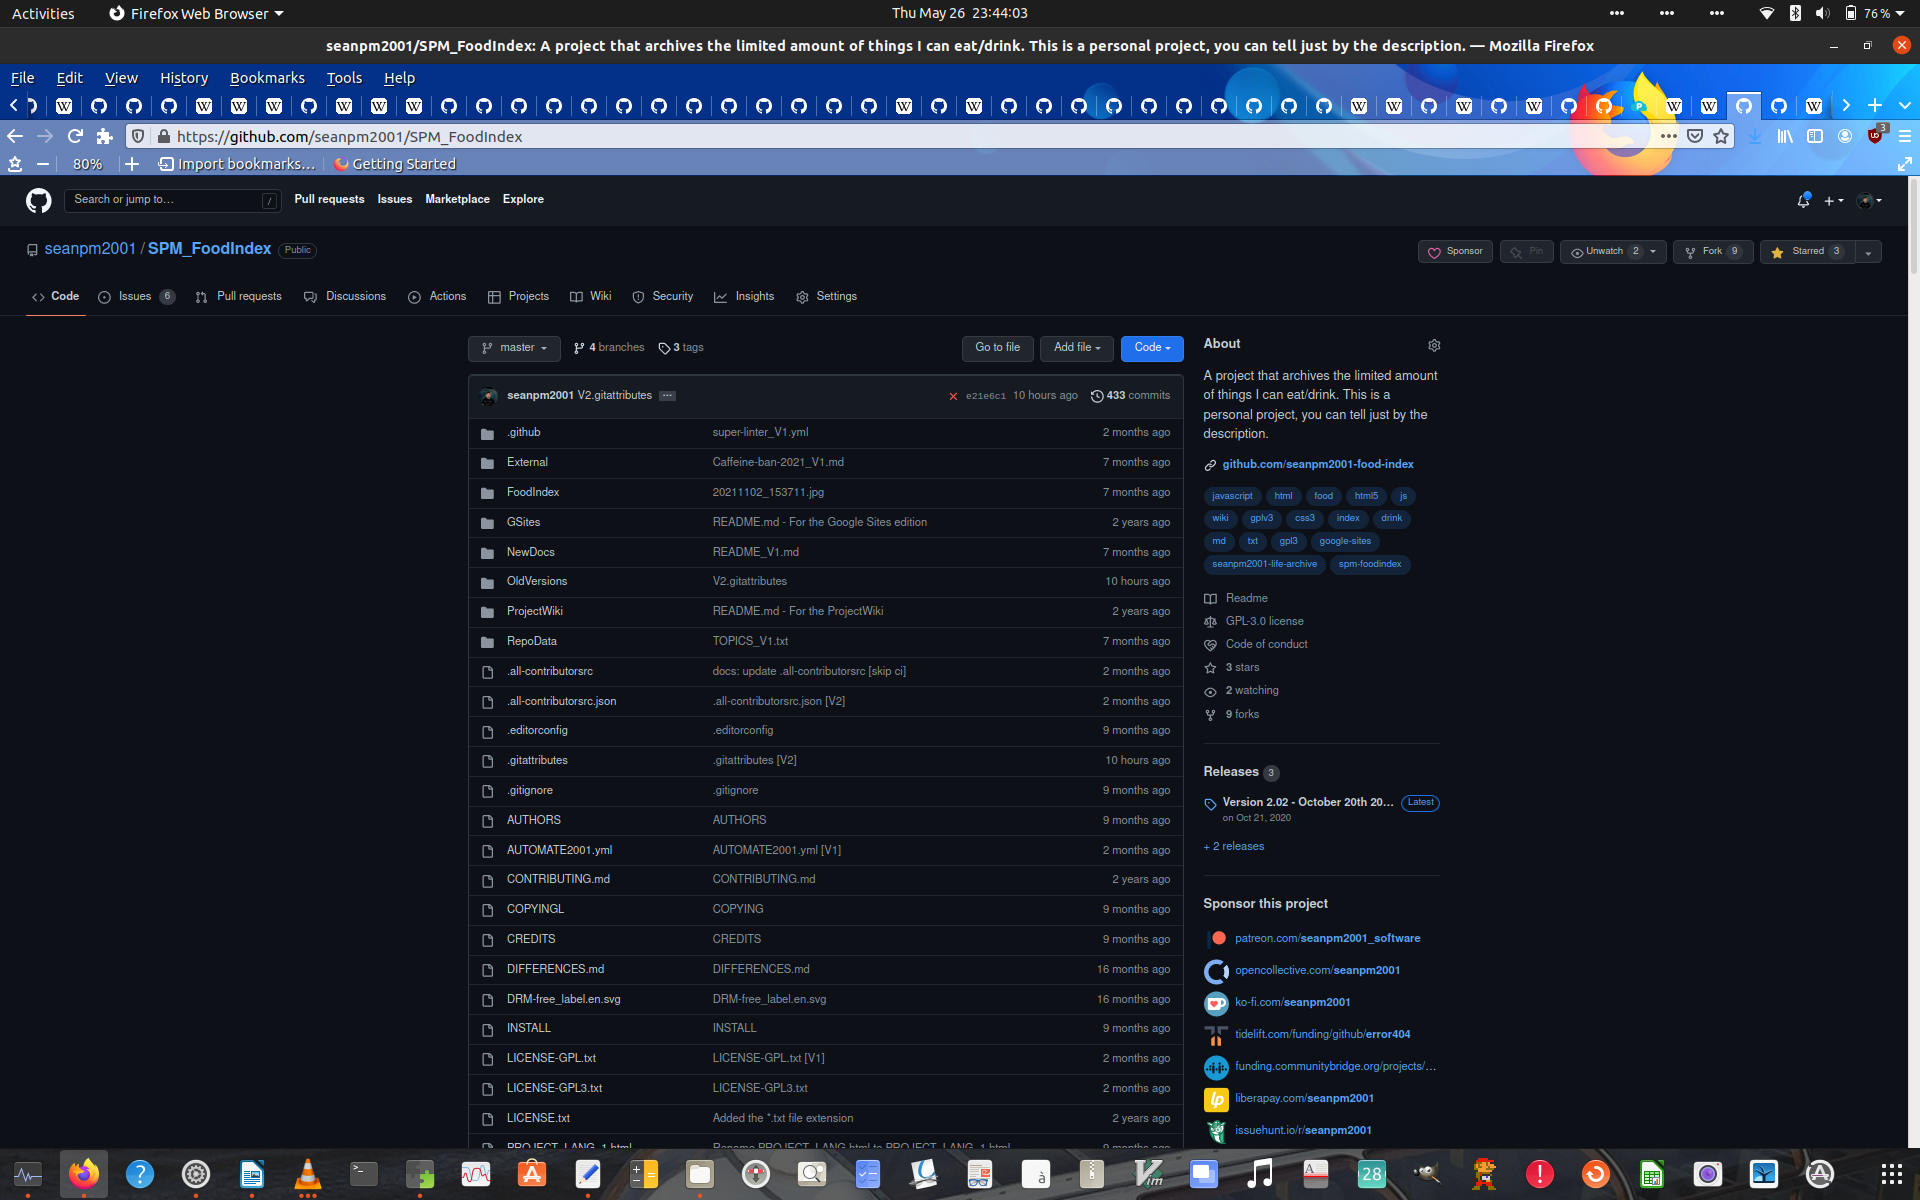 Activities Firefox Web Browser Thu May 26 23:44:03 76 %
seanpm2001/SPM_FoodIndex: A project that archives the limited amount of things I can eat/drink. This is a personal project, you can tell just by the description. — Mozilla Firefox
File Edit View History Bookmarks Tools Help
https://github.com/seanpm2001/SPM_FoodIndex 3
80% Import bookmarks... Getting Started
Search or jump to... / Pull requests Issues Marketplace Explore
seanpm2001 / SPM_FoodIndex Public Sponsor Pin Unwatch 2 Fork 9 Starred 3
Code Issues 6 Pull requests Discussions Actions Projects Wiki Security Insights Settings
master 4 branches 3 tags Go to file Add file Code
seanpm2001 V2.gitattributes ... e21e6c1 10 hours ago 433 commits
.github super-linter_V1.yml 2 months ago
External Caffeine-ban-2021_V1.md 7 months ago
FoodIndex 20211102_153711.jpg 7 months ago
GSites README.md - For the Google Sites edition 2 years ago
NewDocs README_V1.md 7 months ago
OldVersions V2.gitattributes 10 hours ago
ProjectWiki README.md - For the ProjectWiki 2 years ago
RepoData TOPICS_V1.txt 7 months ago
.all-contributorsrc docs: update .all-contributorsrc [skip ci] 2 months ago
.all-contributorsrc.json .all-contributorsrc.json [V2] 2 months ago
.editorconfig .editorconfig 9 months ago
.gitattributes .gitattributes [V2] 10 hours ago
.gitignore .gitignore 9 months ago
AUTHORS AUTHORS 9 months ago
AUTOMATE2001.yml AUTOMATE2001.yml [V1] 2 months ago
CONTRIBUTING.md CONTRIBUTING.md 2 years ago
COPYINGL COPYING 9 months ago
CREDITS CREDITS 9 months ago
DIFFERENCES.md DIFFERENCES.md 16 months ago
DRM-free_label.en.svg DRM-free_label.en.svg 16 months ago
INSTALL INSTALL 9 months ago
LICENSE-GPL.txt LICENSE-GPL.txt [V1] 2 months ago
LICENSE-GPL3.txt LICENSE-GPL3.txt 2 months ago
LICENSE.txt Added the *.txt file extension 2 years ago
PROJECT_LANG_1.html Rename PROJECT_LANG.html to PROJECT_LANG_1.html 9 months ago
About
A project that archives the limited amount
of things I can eat/drink. This is a
personal project, you can tell just by the
description.
github.com/seanpm2001-food-index
javascript html food html5 js
wiki gplv3 css3 index drink
md txt gpl3 google-sites
seanpm2001-life-archive spm-foodindex
Readme
GPL-3.0 license
Code of conduct
3 stars
2 watching
9 forks
Releases 3
Version 2.02 - October 20th 20... Latest
on Oct 21, 2020
+ 2 releases
Sponsor this project
patreon.com/seanpm2001_software
opencollective.com/seanpm2001
ko-fi.com/seanpm2001
tidelift.com/funding/github/error404
funding.communitybridge.org/projects/...
liberapay.com/seanpm2001
issuehunt.io/r/seanpm2001
28